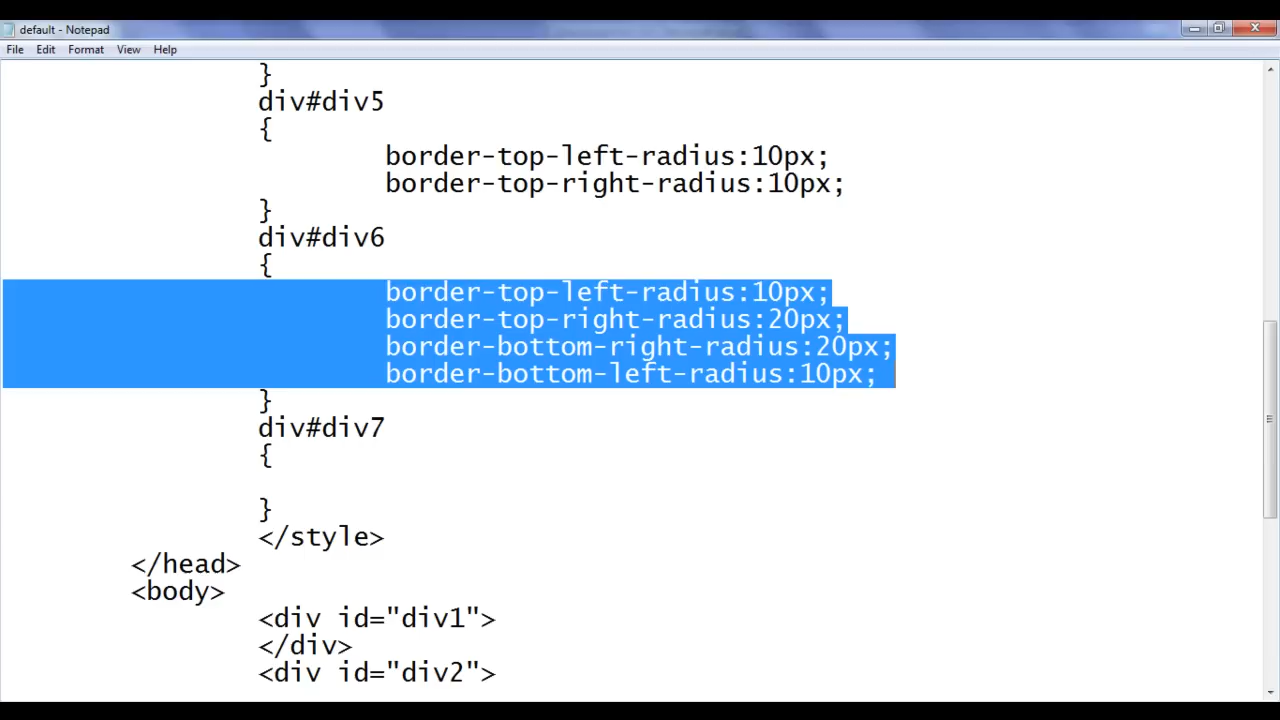 default - Notepad
File Edit Format View Help
}
div#div5
{
border-top-left-radius:10px;
border-top-right-radius:10px;
}
div#div6
{
border-top-left-radius:10px;
border-top-right-radius:20px;
border-bottom-right-radius:20px;
border-bottom-left-radius:10px;
}
div#div7
{
}
</style>
</head>
<body>
<div id="div1">
</div>
<div id="div2">